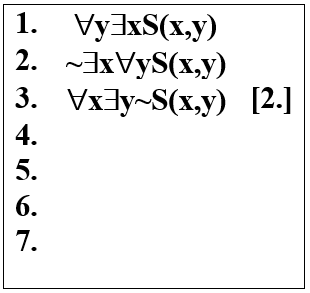 1. ∀y∃xS(x,y)
2. ~∃x∀yS(x,y)
3. ∀x∃y~S(x,y) [2.]
4.
5.
6.
7.